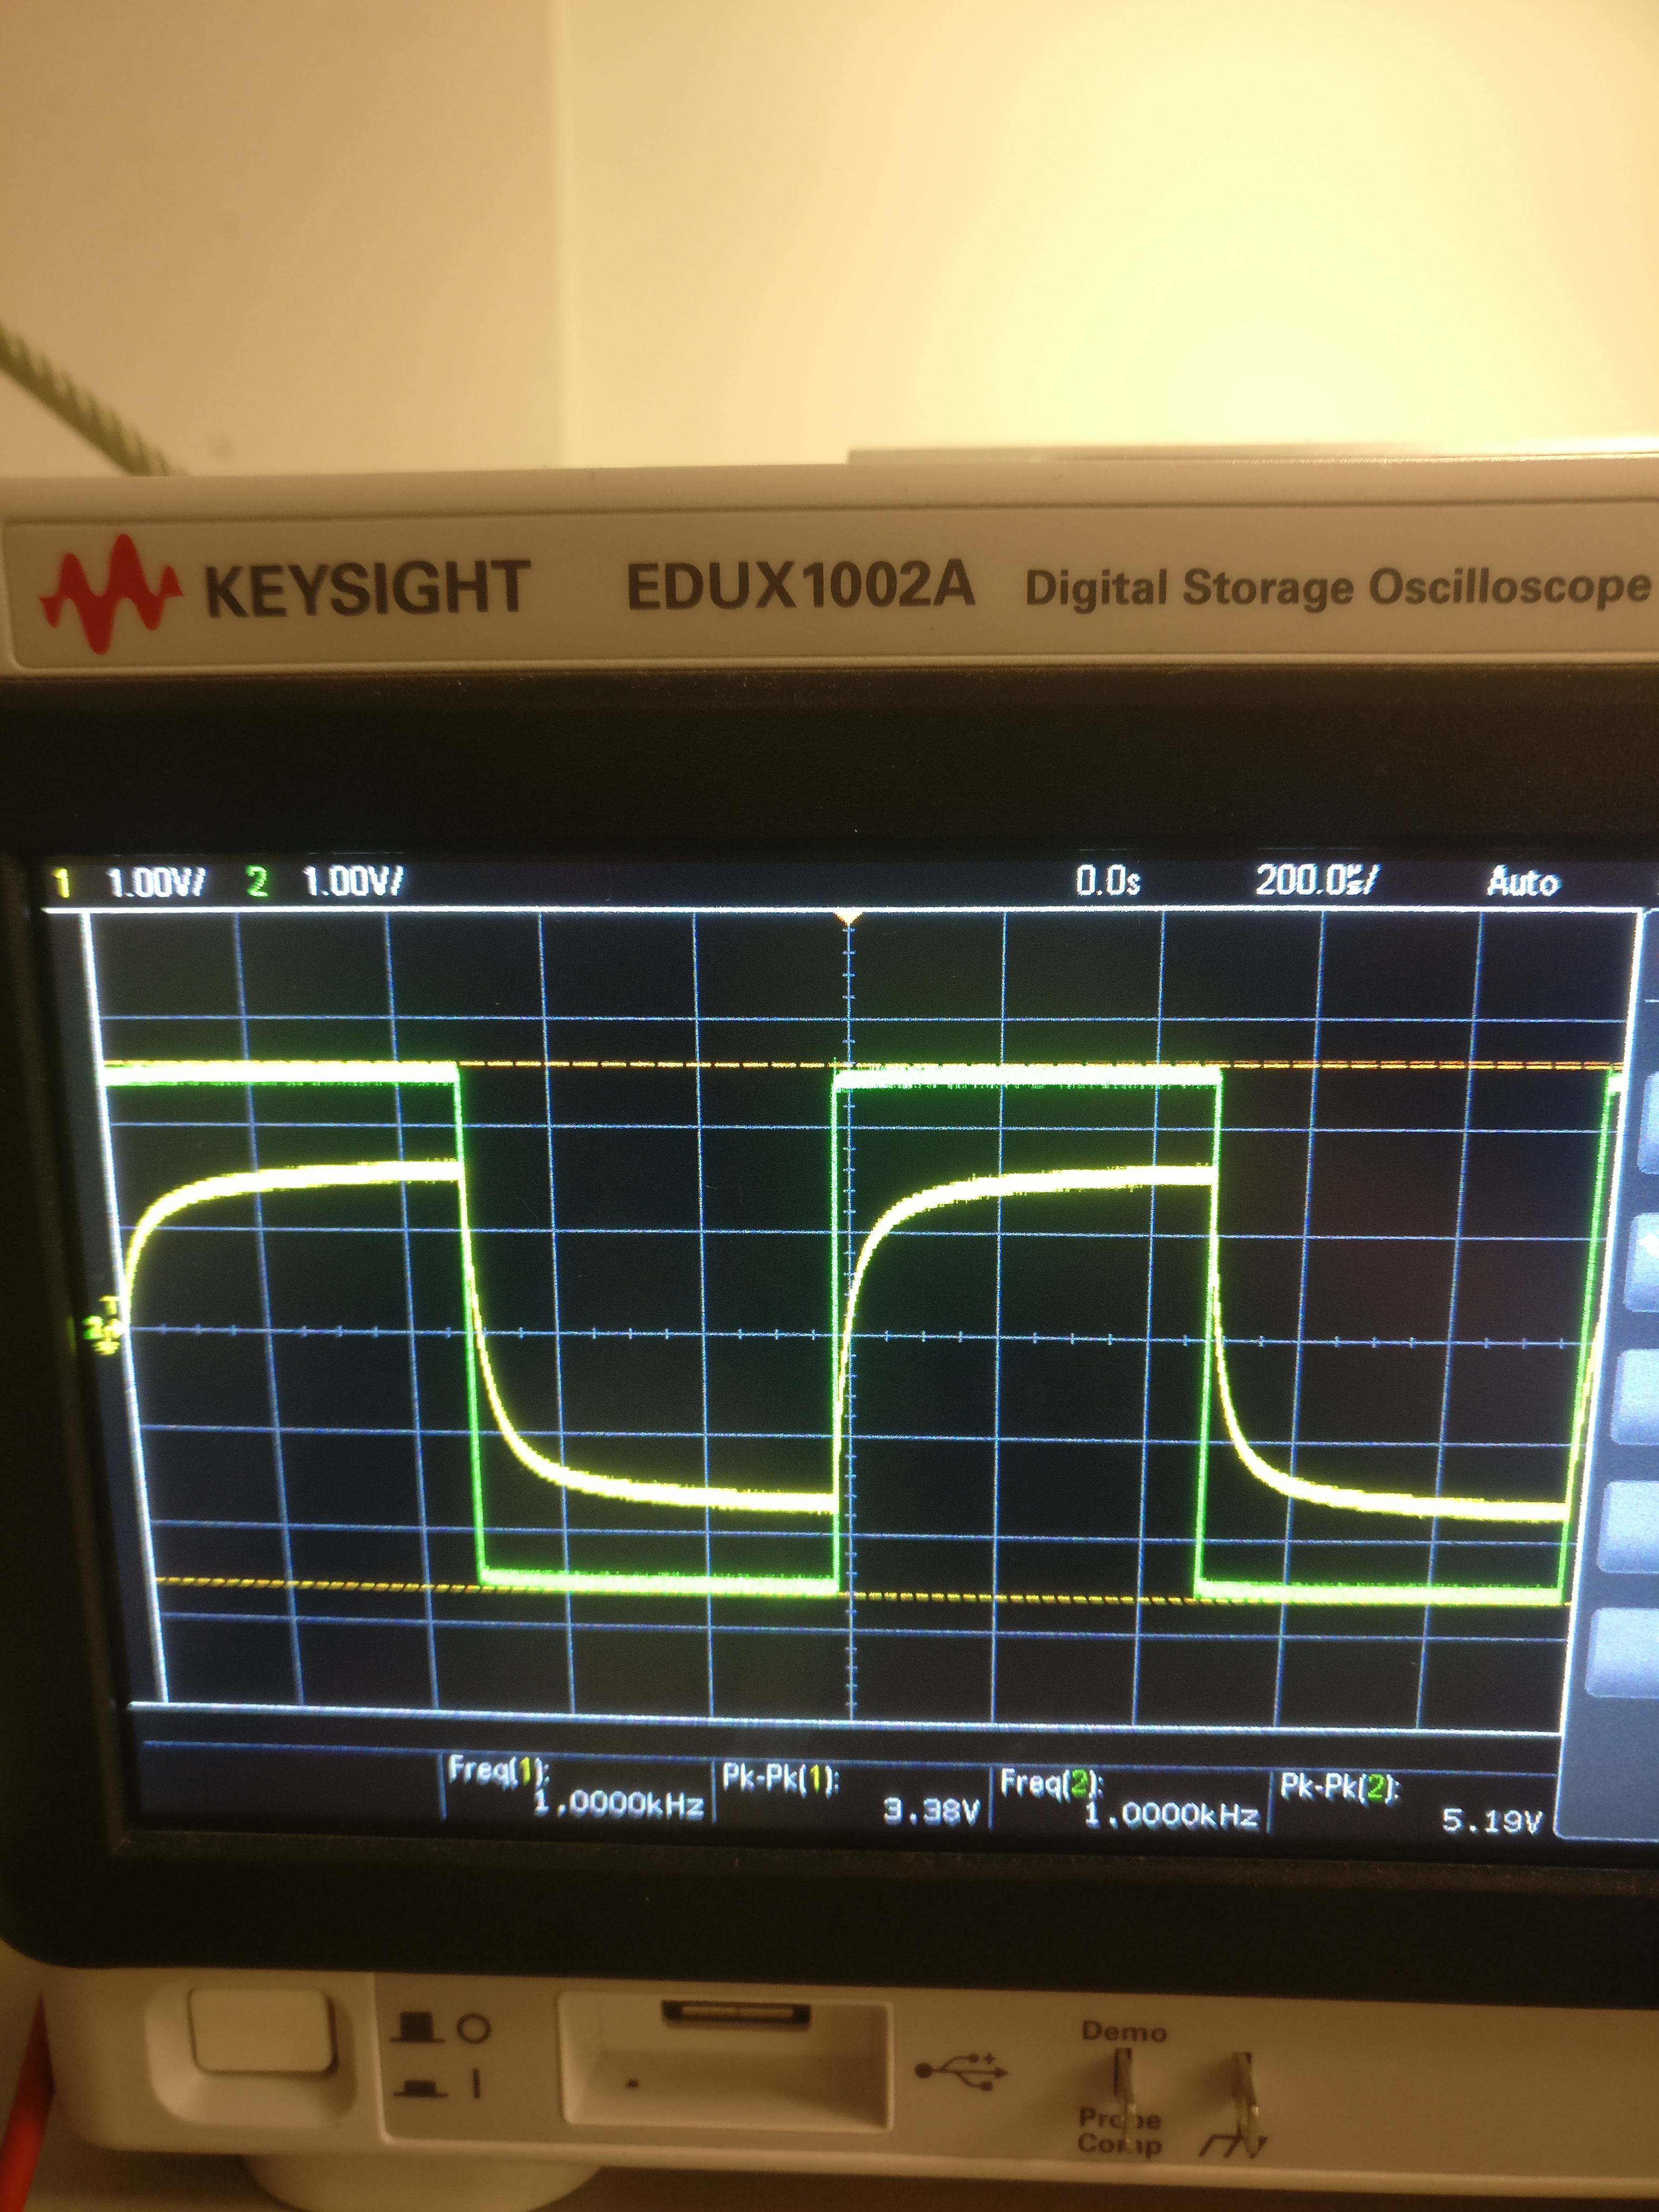 KEYSIGHT EDUX1002A Digital Storage Oscilloscope
1 1.00V/ 2 1.00V/ 0.0s 200.0µs/ Auto
Freq(1): Pk-Pk(1): Freq(2): Pk-Pk(2):
1.0000kHz 3.38V 1.0000kHz 5.19V
Demo
Probe
Comp